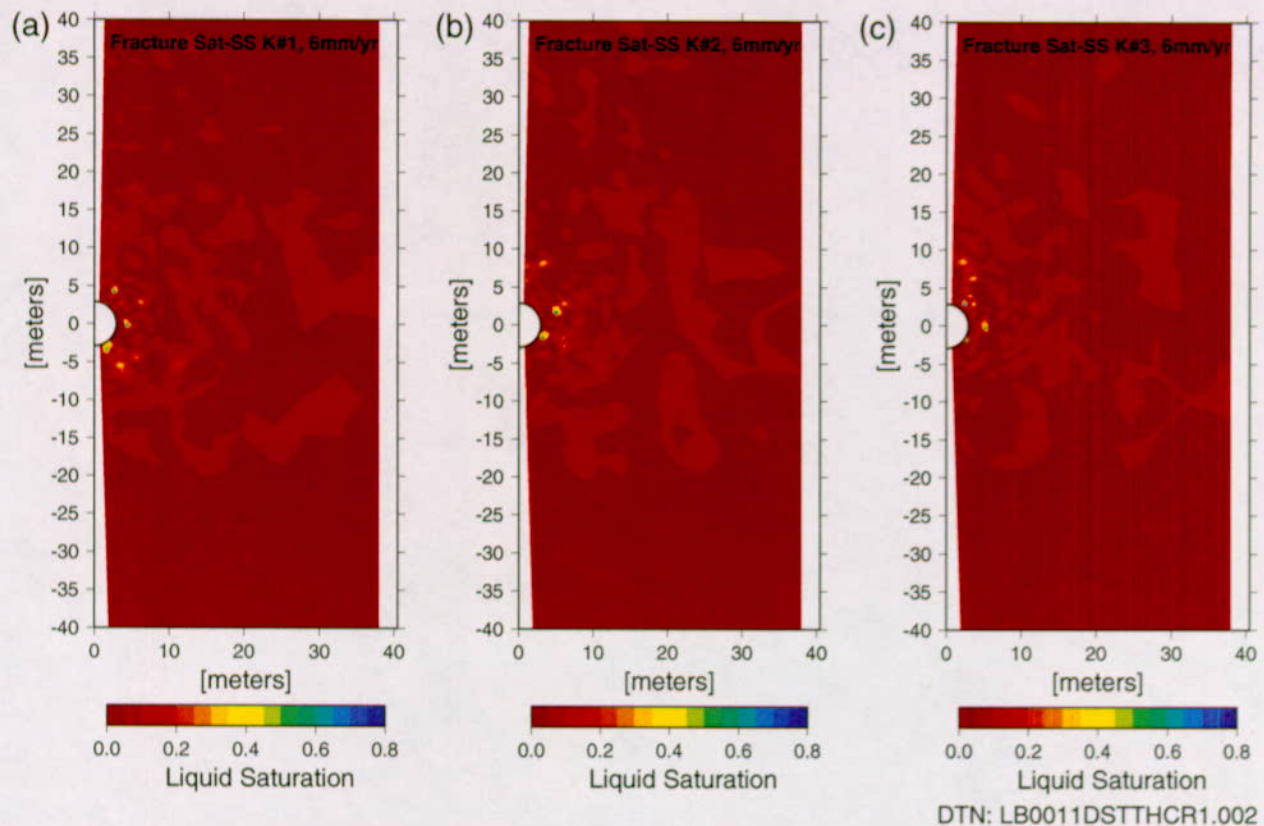 (a)
Fracture Sat-SS K#1, 6mm/yr
40
35
30
25
20
15
10
5
0
-5
-10
-15
-20
-25
-30
-35
-40
[meters]
0 10 20 30 40
[meters]
0.0 0.2 0.4 0.6 0.8
Liquid Saturation
(b)
Fracture Sat-SS K#2, 6mm/yr
40
35
30
25
20
15
10
5
0
-5
-10
-15
-20
-25
-30
-35
-40
[meters]
0 10 20 30 40
[meters]
0.0 0.2 0.4 0.6 0.8
Liquid Saturation
(c)
Fracture Sat-SS K#3, 6mm/yr
40
35
30
25
20
15
10
5
0
-5
-10
-15
-20
-25
-30
-35
-40
[meters]
0 10 20 30 40
[meters]
0.0 0.2 0.4 0.6 0.8
Liquid Saturation
DTN: LB0011DSTTHCR1.002